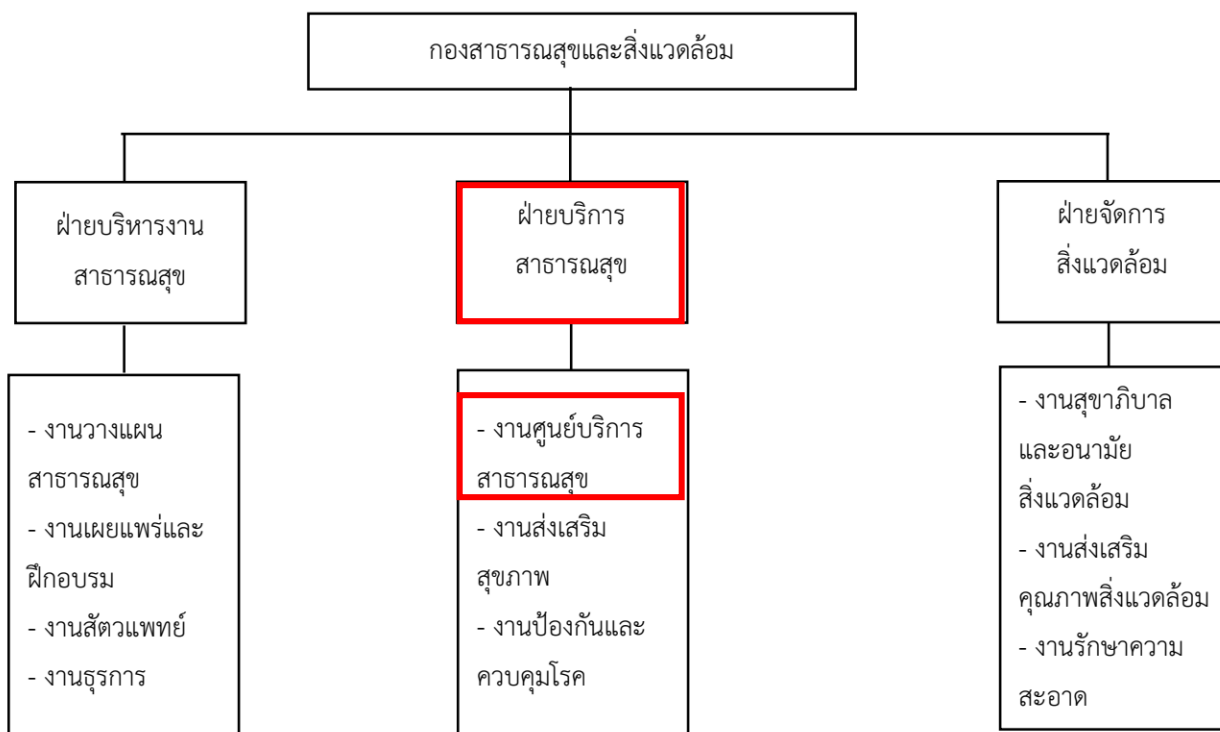 กองสาธารณสุขและสิ่งแวดล้อม
ฝ่ายบริหารงาน
สาธารณสุข
ฝ่ายบริการ
สาธารณสุข
ฝ่ายจัดการ
สิ่งแวดล้อม
- งานวางแผน
สาธารณสุข
- งานเผยแพร่และ
ฝึกอบรม
- งานสัตวแพทย์
- งานธุรการ
- งานศูนย์บริการ
สาธารณสุข
- งานส่งเสริม
สุขภาพ
- งานป้องกันและ
ควบคุมโรค
- งานสุขาภิบาล
และอนามัย
สิ่งแวดล้อม
- งานส่งเสริม
คุณภาพสิ่งแวดล้อม
- งานรักษาความ
สะอาด